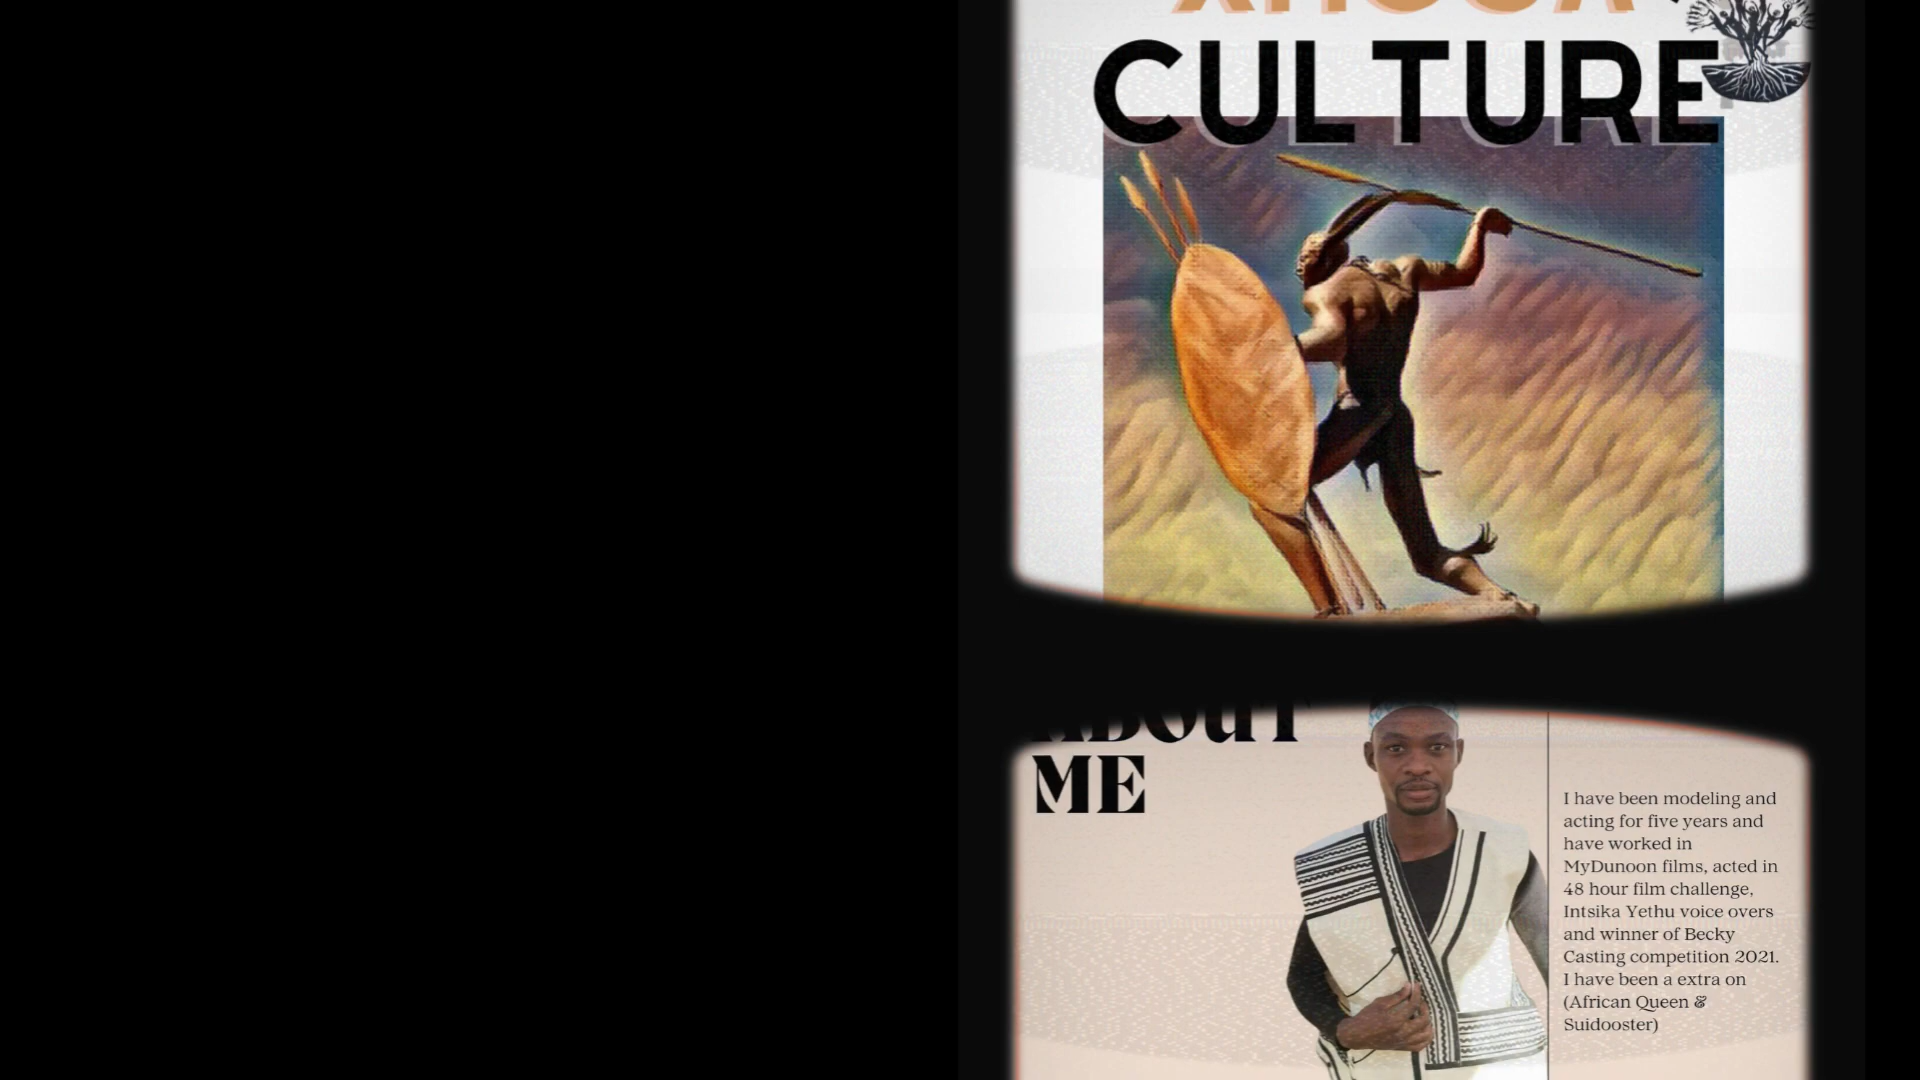 XHOSA
CULTURE
ABOUT
ME
I have been modeling and
acting for five years and
have worked in
MyDunoon films, acted in
48 hour film challenge,
Intsika Yethu voice overs
and winner of Becky
Casting competition 2021.
I have been a extra on
(African Queen &
Suidooster)